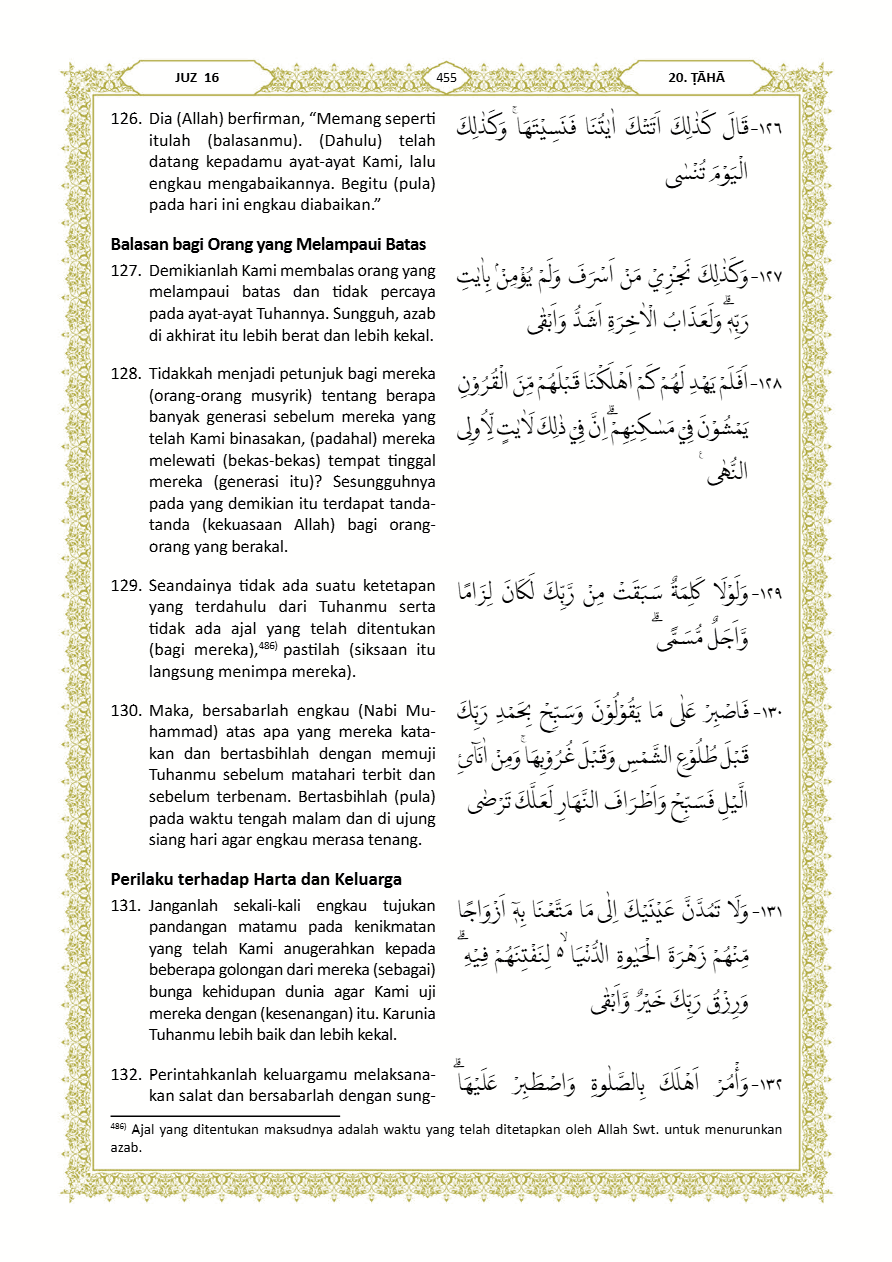 JUZ 16
455
20. ṬĀHĀ
126. Dia (Allah) berfirman, “Memang seperti
itulah (balasanmu). (Dahulu) telah
datang kepadamu ayat-ayat Kami, lalu
engkau mengabaikannya. Begitu (pula)
pada hari ini engkau diabaikan.”
١٢٦- قَالَ كَذٰلِكَ اَتَتْكَ اٰيٰتُنَا فَنَسِيْتَهَاۚ وَكَذٰلِكَ
الْيَوْمَ تُنْسٰى
Balasan bagi Orang yang Melampaui Batas
127. Demikianlah Kami membalas orang yang
melampaui batas dan tidak percaya
pada ayat-ayat Tuhannya. Sungguh, azab
di akhirat itu lebih berat dan lebih kekal.
١٢٧- وَكَذٰلِكَ نَجْزِيْ مَنْ اَسْرَفَ وَلَمْ يُؤْمِنْۢ بِاٰيٰتِ
رَبِّهٖۗ وَلَعَذَابُ الْاٰخِرَةِ اَشَدُّ وَاَبْقٰى
128. Tidakkah menjadi petunjuk bagi mereka
(orang-orang musyrik) tentang berapa
banyak generasi sebelum mereka yang
telah Kami binasakan, (padahal) mereka
melewati (bekas-bekas) tempat tinggal
mereka (generasi itu)? Sesungguhnya
pada yang demikian itu terdapat tanda-
tanda (kekuasaan Allah) bagi orang-
orang yang berakal.
١٢٨- اَفَلَمْ يَهْدِ لَهُمْ كَمْ اَهْلَكْنَا قَبْلَهُمْ مِّنَ الْقُرُوْنِ
يَمْشُوْنَ فِيْ مَسٰكِنِهِمْۗ اِنَّ فِيْ ذٰلِكَ لَاٰيٰتٍ لِّاُولِى
النُّهٰى ࣖ
129. Seandainya tidak ada suatu ketetapan
yang terdahulu dari Tuhanmu serta
tidak ada ajal yang telah ditentukan
(bagi mereka),⁴⁸⁶⁾ pastilah (siksaan itu
langsung menimpa mereka).
١٢٩- وَلَوْلَا كَلِمَةٌ سَبَقَتْ مِنْ رَّبِّكَ لَكَانَ لِزَامًا
وَّاَجَلٌ مُّسَمًّىۗ
130. Maka, bersabarlah engkau (Nabi Mu-
hammad) atas apa yang mereka kata-
kan dan bertasbihlah dengan memuji
Tuhanmu sebelum matahari terbit dan
sebelum terbenam. Bertasbihlah (pula)
pada waktu tengah malam dan di ujung
siang hari agar engkau merasa tenang.
١٣٠- فَاصْبِرْ عَلٰى مَا يَقُوْلُوْنَ وَسَبِّحْ بِحَمْدِ رَبِّكَ
قَبْلَ طُلُوْعِ الشَّمْسِ وَقَبْلَ غُرُوْبِهَاۚ وَمِنْ اٰنَاۤئِ
الَّيْلِ فَسَبِّحْ وَاَطْرَافَ النَّهَارِ لَعَلَّكَ تَرْضٰى
Perilaku terhadap Harta dan Keluarga
131. Janganlah sekali-kali engkau tujukan
pandangan matamu pada kenikmatan
yang telah Kami anugerahkan kepada
beberapa golongan dari mereka (sebagai)
bunga kehidupan dunia agar Kami uji
mereka dengan (kesenangan) itu. Karunia
Tuhanmu lebih baik dan lebih kekal.
١٣١- وَلَا تَمُدَّنَّ عَيْنَيْكَ اِلٰى مَا مَتَّعْنَا بِهٖٓ اَزْوَاجًا
مِّنْهُمْ زَهْرَةَ الْحَيٰوةِ الدُّنْيَا ەۙ لِنَفْتِنَهُمْ فِيْهِۗ
وَرِزْقُ رَبِّكَ خَيْرٌ وَّاَبْقٰى
132. Perintahkanlah keluargamu melaksana-
kan salat dan bersabarlah dengan sung-
١٣٢- وَأْمُرْ اَهْلَكَ بِالصَّلٰوةِ وَاصْطَبِرْ عَلَيْهَاۗ
⁴⁸⁶⁾ Ajal yang ditentukan maksudnya adalah waktu yang telah ditetapkan oleh Allah Swt. untuk menurunkan
azab.